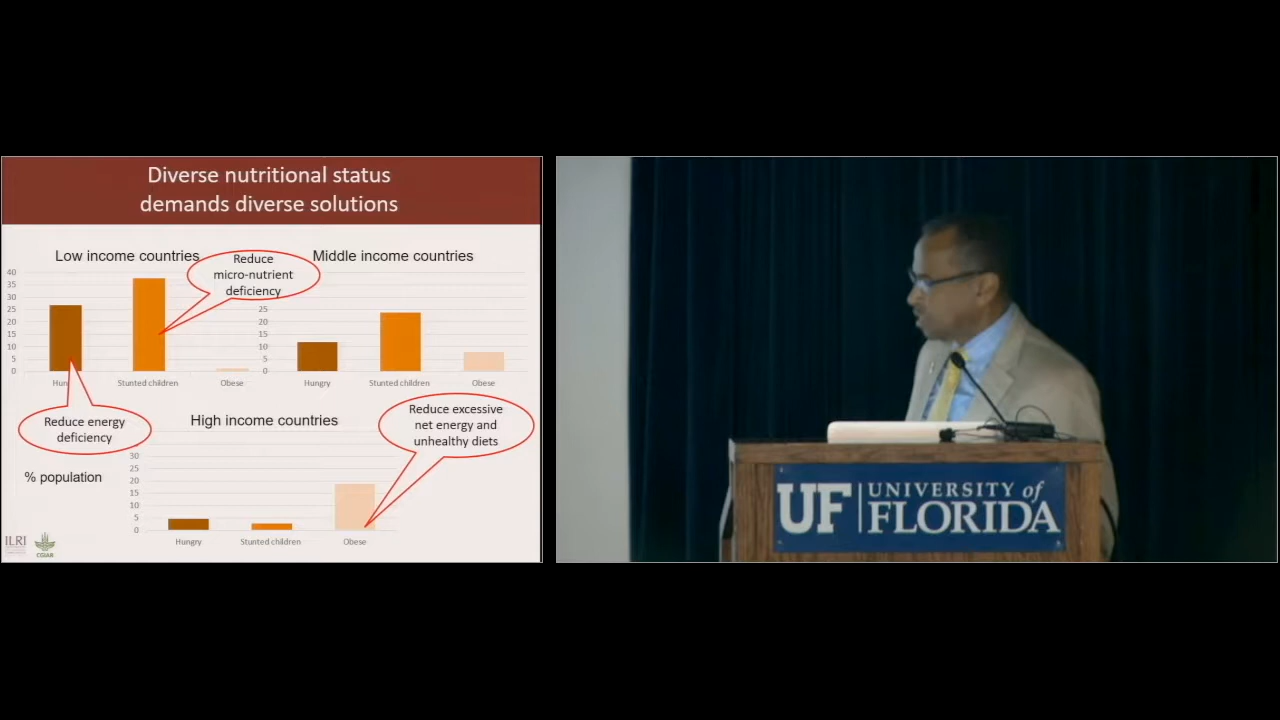 Diverse nutritional status
demands diverse solutions
Low income countries
Reduce
micro-nutrient
deficiency
Middle income countries
40
35
30
25
20
15
10
5
0
Hun
Stunted children
Obese
25
20
15
10
5
0
Hungry
Stunted children
Obese
Reduce energy
deficiency
High income countries
Reduce excessive
net energy and
unhealthy diets
% population
30
25
20
15
10
5
0
Hungry
Stunted children
Obese
ILRI
CGIAR
UF UNIVERSITY of
FLORIDA